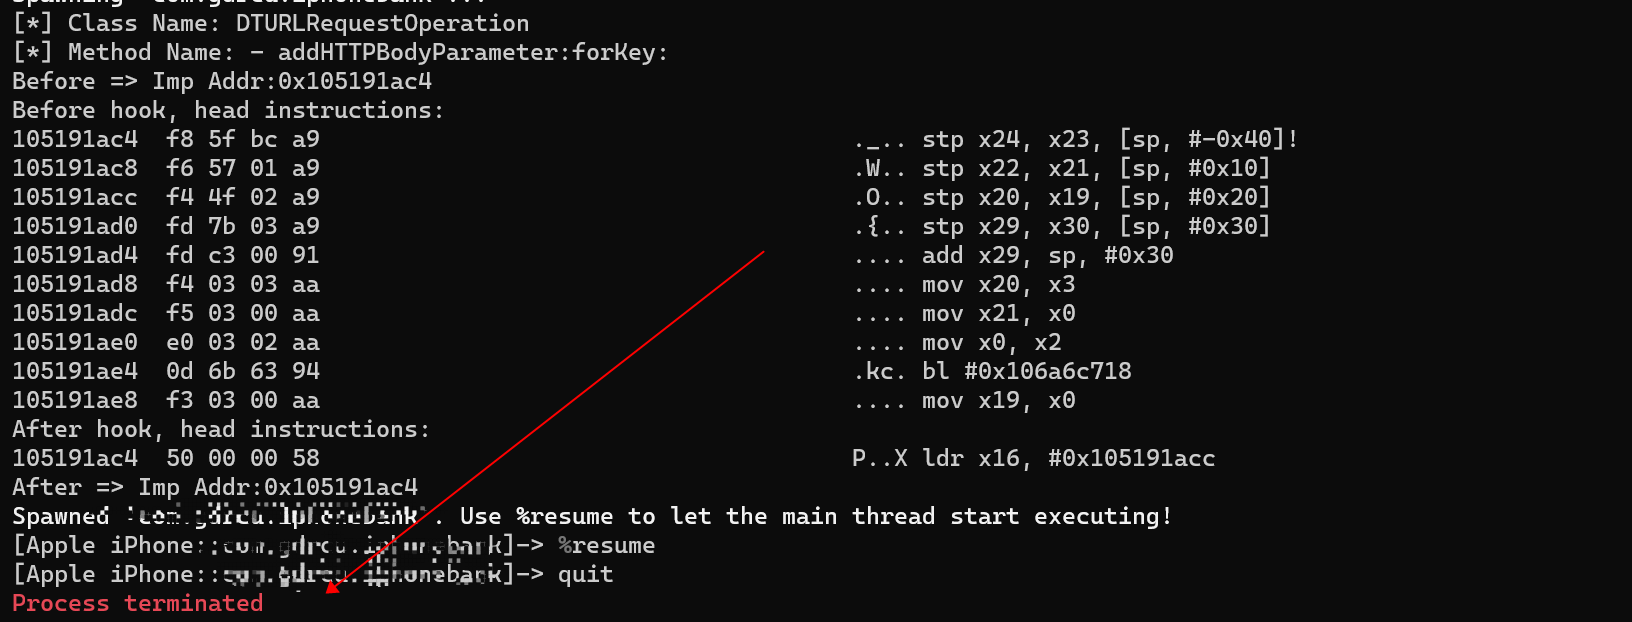 [*] Class Name: DTURLRequestOperation
[*] Method Name: - addHTTPBodyParameter:forKey:
Before => Imp Addr:0x105191ac4
Before hook, head instructions:
105191ac4  f8 5f bc a9  ._.. stp x24, x23, [sp, #-0x40]!
105191ac8  f6 57 01 a9  .W.. stp x22, x21, [sp, #0x10]
105191acc  f4 4f 02 a9  .O.. stp x20, x19, [sp, #0x20]
105191ad0  fd 7b 03 a9  .{.. stp x29, x30, [sp, #0x30]
105191ad4  fd c3 00 91  .... add x29, sp, #0x30
105191ad8  f4 03 03 aa  .... mov x20, x3
105191adc  f5 03 00 aa  .... mov x21, x0
105191ae0  e0 03 02 aa  .... mov x0, x2
105191ae4  0d 6b 63 94  .kc. bl #0x106a6c718
105191ae8  f3 03 00 aa  .... mov x19, x0
After hook, head instructions:
105191ac4  50 00 00 58  P..X ldr x16, #0x105191acc
After => Imp Addr:0x105191ac4
Spawned . Use %resume to let the main thread start executing!
[Apple iPhone:: ]-> %resume
[Apple iPhone:: ]-> quit
Process terminated